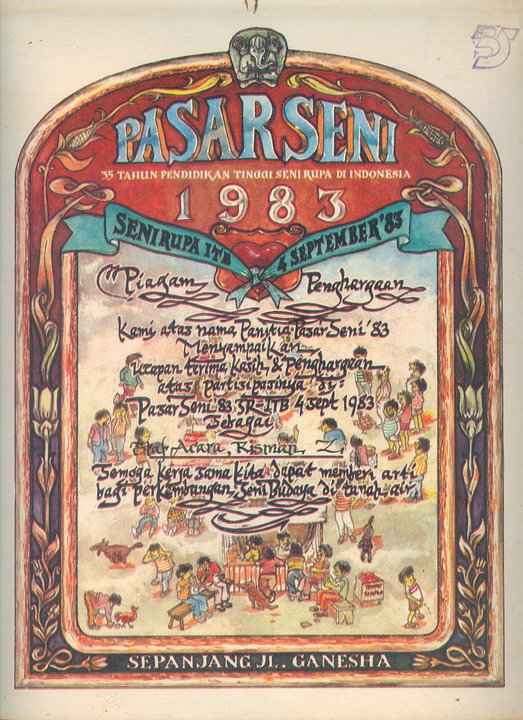 PASAR SENI
35 TAHUN PENDIDIKAN TINGGI SENI RUPA DI INDONESIA
1983
SENI RUPA ITB
4 SEPTEMBER '83
Piagam Penghargaan
Kami atas nama Panitia Pasar Seni '83
Menyampaikan
Ucapan terima kasih & Penghargaan
atas partisipasinya di:
Pasar Seni '83 SR-ITB 4 Sept 1983
Sebagai
Acara, Risman Z.
Semoga kerja sama kita dapat memberi arti
bagi perkembangan Seni Budaya di tanah air.
SEPANJANG Jl.. GANESHA